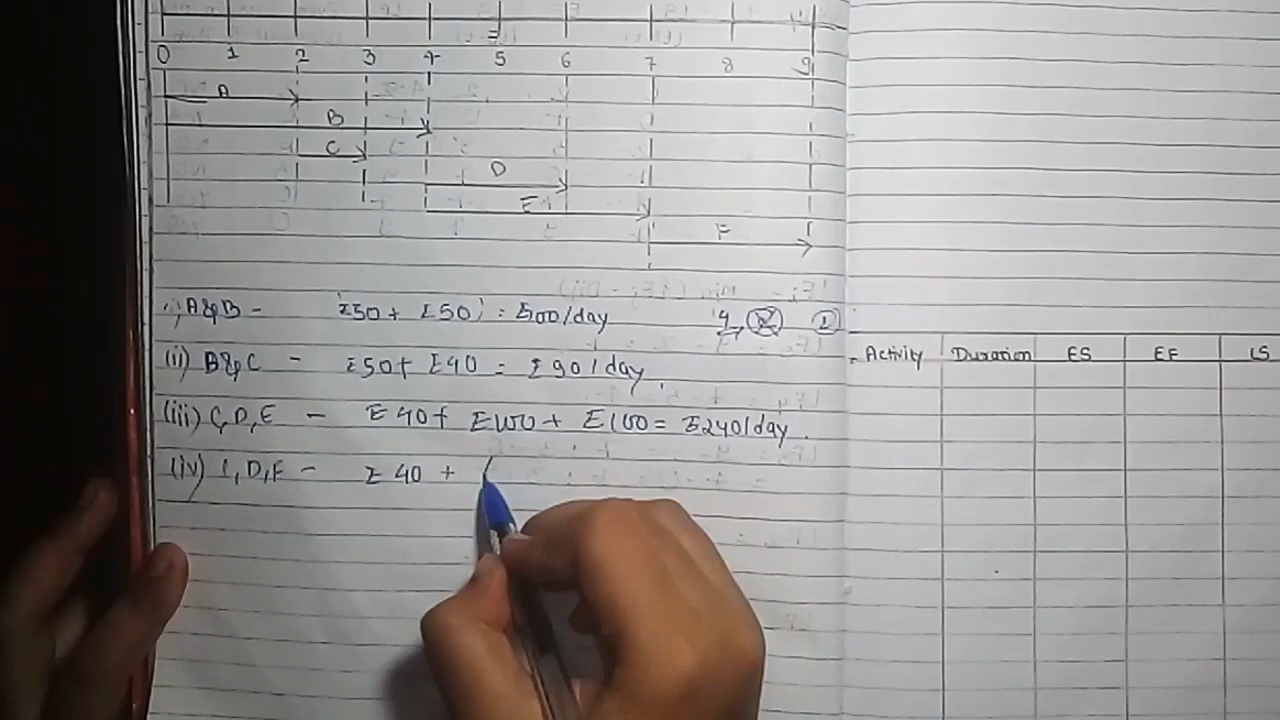 0 1 2 3 4 5 6 7 8 9
A
B
C
D
E
F
i) A&B - ₹50 + ₹50 = ₹100/day
(ii) B&C - ₹50 + ₹40 = ₹90/day.
(iii) C,D,E - ₹40 + ₹100 + ₹100 = ₹240/day.
(iv) C,D,F - ₹40 +
Activity Duration ES EF LS